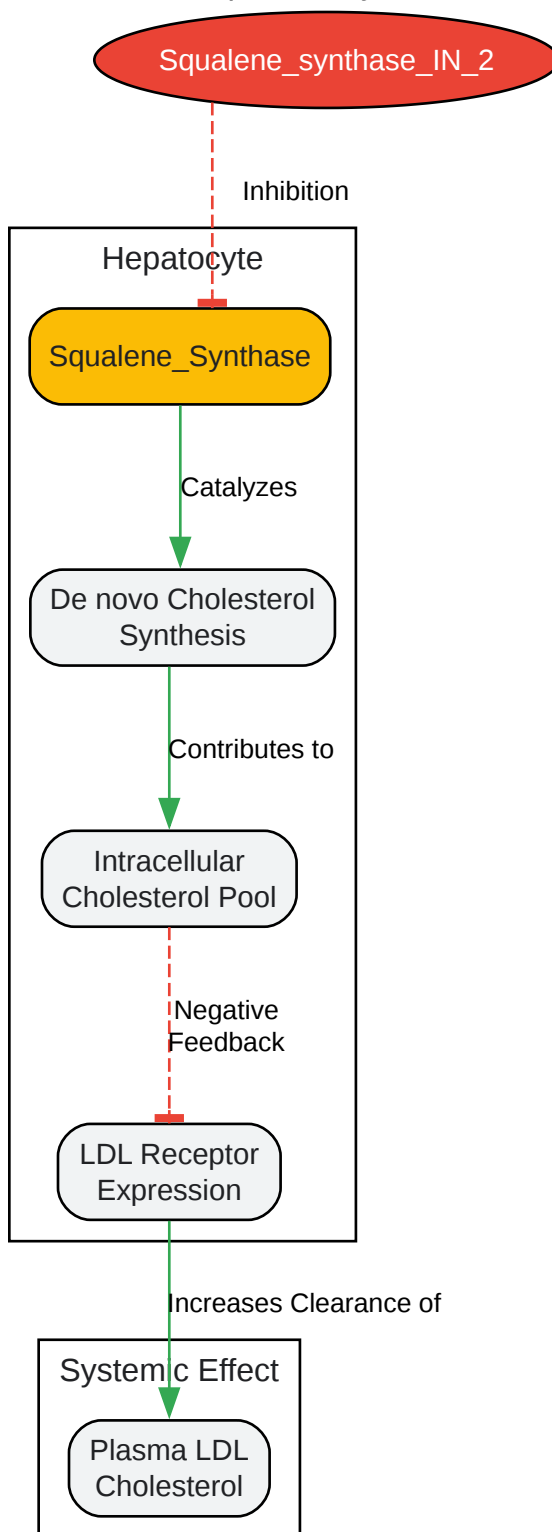 Squalene_synthase_IN_2
Inhibition
Hepatocyte
Squalene_Synthase
Catalyzes
De novo Cholesterol
Synthesis
Contributes to
Intracellular
Cholesterol Pool
Negative
Feedback
LDL Receptor
Expression
Increases Clearance of
Systemic Effect
Plasma LDL
Cholesterol